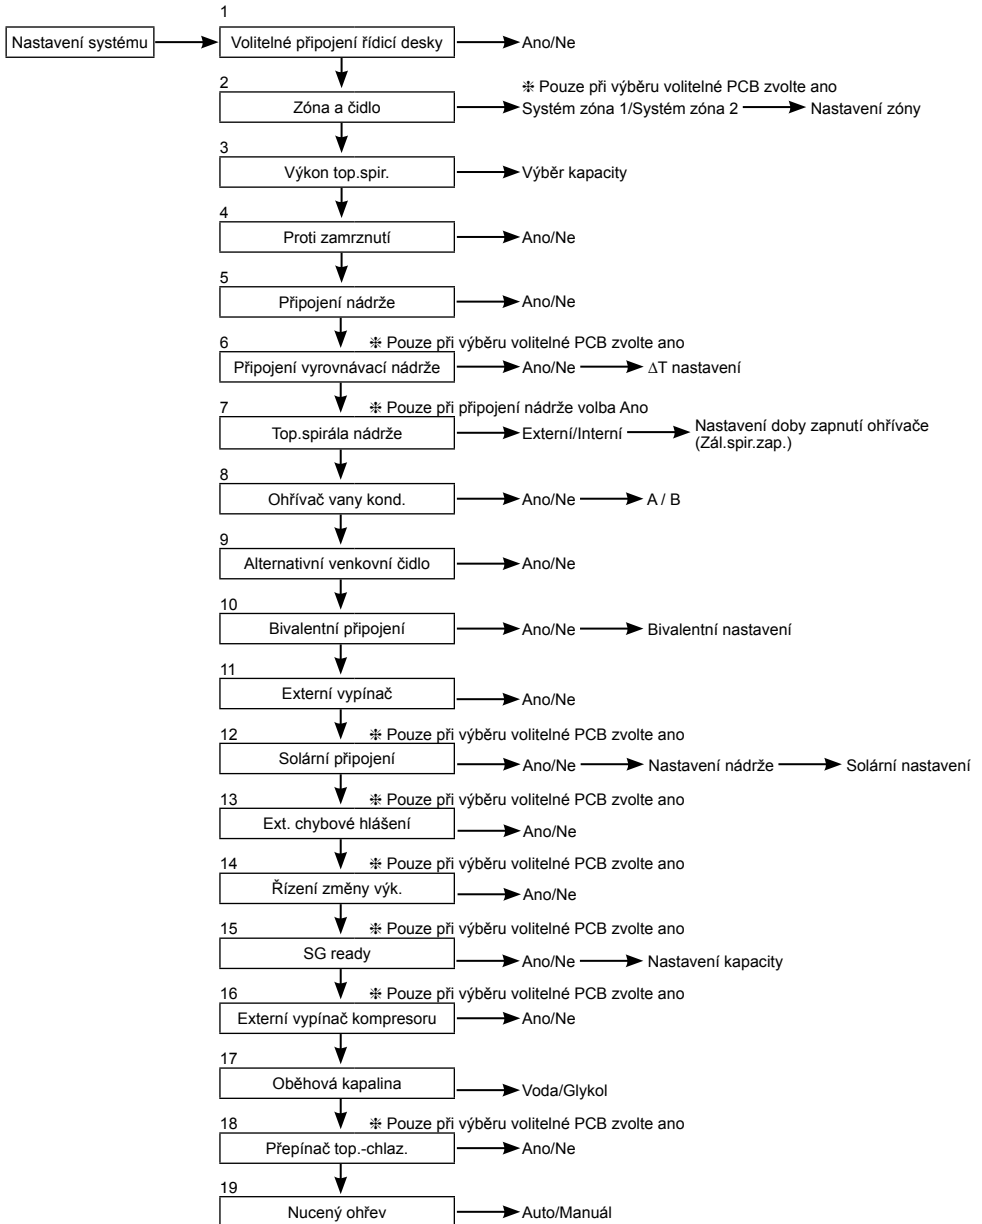 1
Nastavení systému
Volitelné připojení řídicí desky
Ano/Ne
2
❉ Pouze při výběru volitelné PCB zvolte ano
Zóna a čidlo
Systém zóna 1/Systém zóna 2
Nastavení zóny
3
Výkon top.spir.
Výběr kapacity
4
Proti zamrznutí
Ano/Ne
5
Připojení nádrže
Ano/Ne
6
❉ Pouze při výběru volitelné PCB zvolte ano
Připojení vyrovnávací nádrže
Ano/Ne
∆T nastavení
7
❉ Pouze při připojení nádrže volba Ano
Top.spirála nádrže
Externí/Interní
Nastavení doby zapnutí ohřívače
(Zál.spir.zap.)
8
Ohřívač vany kond.
Ano/Ne
A / B
9
Alternativní venkovní čidlo
Ano/Ne
10
Bivalentní připojení
Ano/Ne
Bivalentní nastavení
11
Externí vypínač
Ano/Ne
12
❉ Pouze při výběru volitelné PCB zvolte ano
Solární připojení
Ano/Ne
Nastavení nádrže
Solární nastavení
13
❉ Pouze při výběru volitelné PCB zvolte ano
Ext. chybové hlášení
Ano/Ne
14
❉ Pouze při výběru volitelné PCB zvolte ano
Řízení změny výk.
Ano/Ne
15
❉ Pouze při výběru volitelné PCB zvolte ano
SG ready
Ano/Ne
Nastavení kapacity
16
❉ Pouze při výběru volitelné PCB zvolte ano
Externí vypínač kompresoru
Ano/Ne
17
Oběhová kapalina
Voda/Glykol
18
❉ Pouze při výběru volitelné PCB zvolte ano
Přepínač top.-chlaz.
Ano/Ne
19
Nucený ohřev
Auto/Manuál